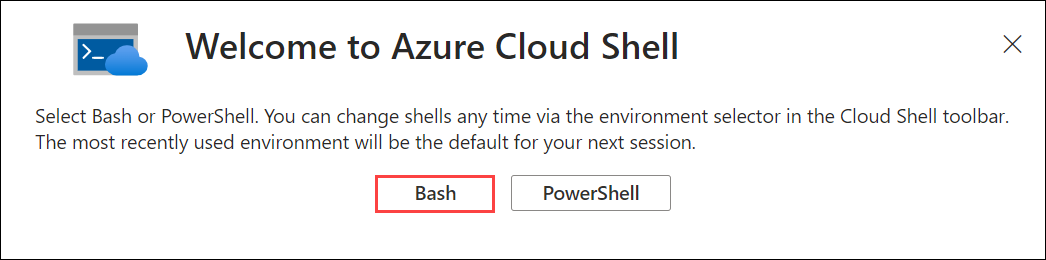 Welcome to Azure Cloud Shell
Select Bash or PowerShell. You can change shells any time via the environment selector in the Cloud Shell toolbar.
The most recently used environment will be the default for your next session.
Bash PowerShell